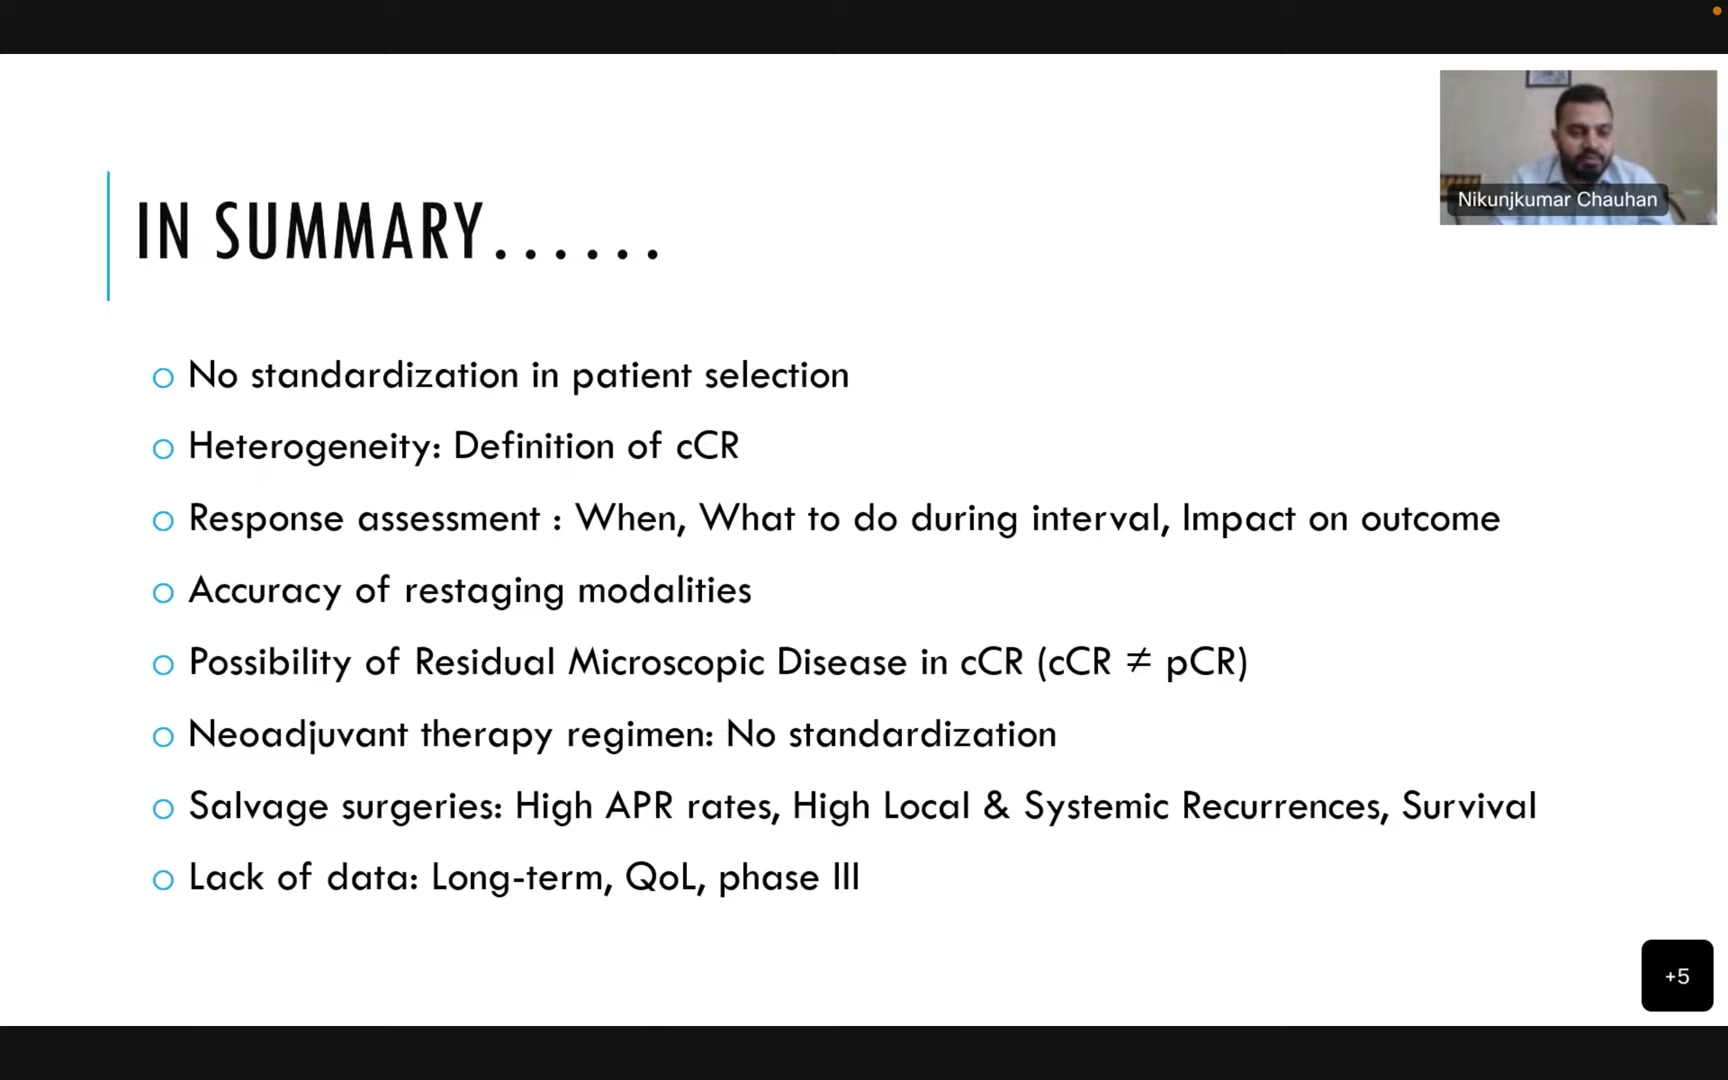 Nikunjkumar Chauhan
IN SUMMARY......
No standardization in patient selection
Heterogeneity: Definition of cCR
Response assessment : When, What to do during interval, Impact on outcome
Accuracy of restaging modalities
Possibility of Residual Microscopic Disease in cCR (cCR ≠ pCR)
Neoadjuvant therapy regimen: No standardization
Salvage surgeries: High APR rates, High Local & Systemic Recurrences, Survival
Lack of data: Long-term, QoL, phase III
+5